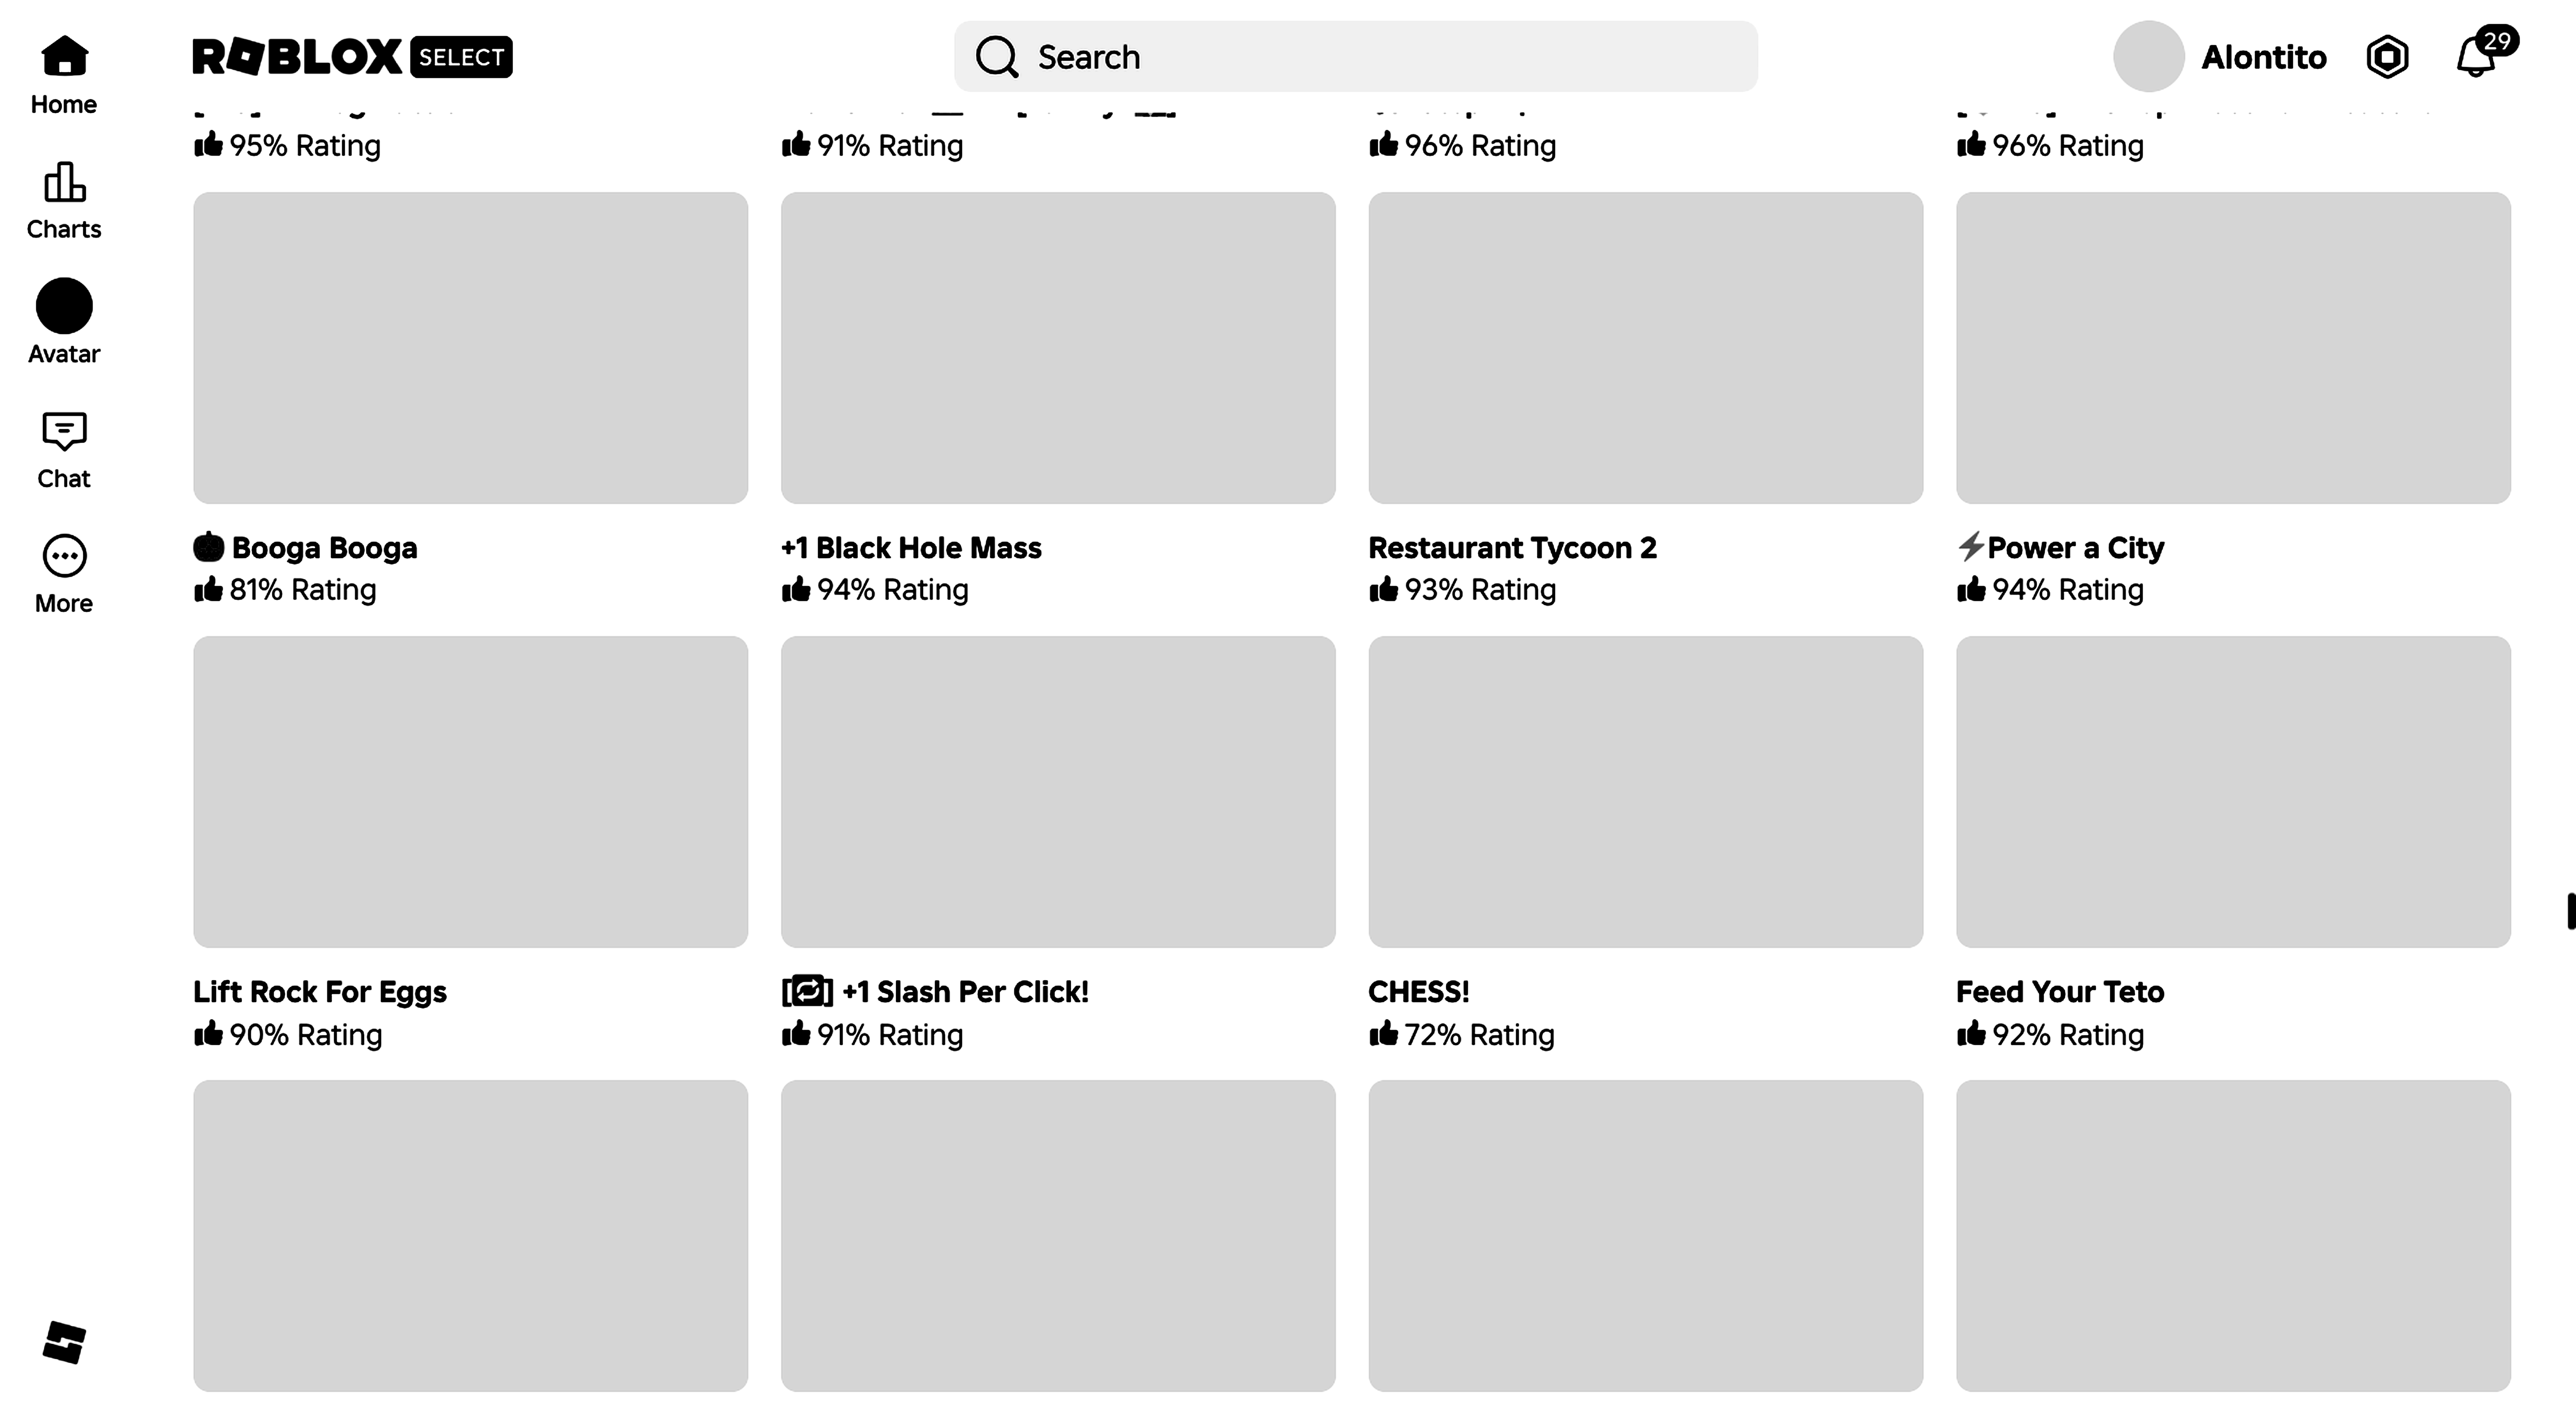 Home
Charts
Avatar
Chat
More
ROBLOX SELECT
Search
Alontito
29
95% Rating
91% Rating
96% Rating
96% Rating
Booga Booga
81% Rating
+1 Black Hole Mass
94% Rating
Restaurant Tycoon 2
93% Rating
⚡Power a City
94% Rating
Lift Rock For Eggs
90% Rating
[🔁] +1 Slash Per Click!
91% Rating
CHESS!
72% Rating
Feed Your Teto
92% Rating